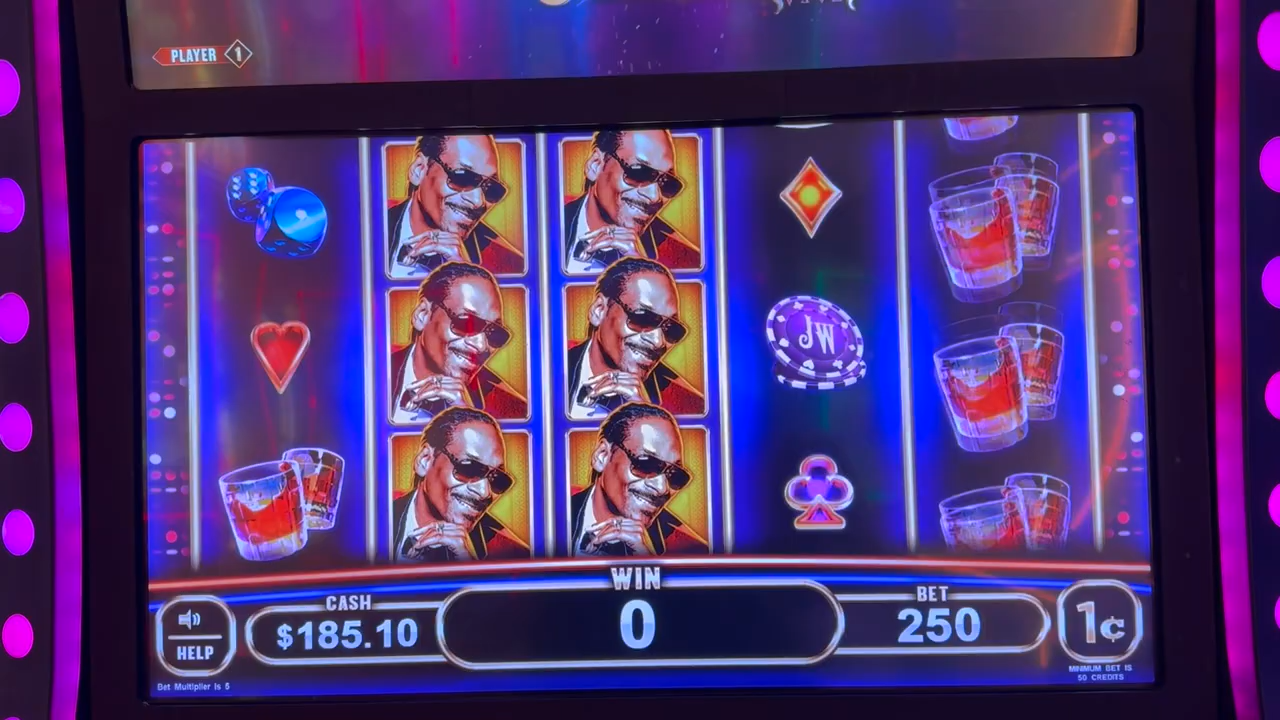 PLAYER 1
JW
WIN
CASH
BET
0
$185.10
250
1¢
HELP
MINIMUM BET IS
50 CREDITS
Bet Multiplier is 5